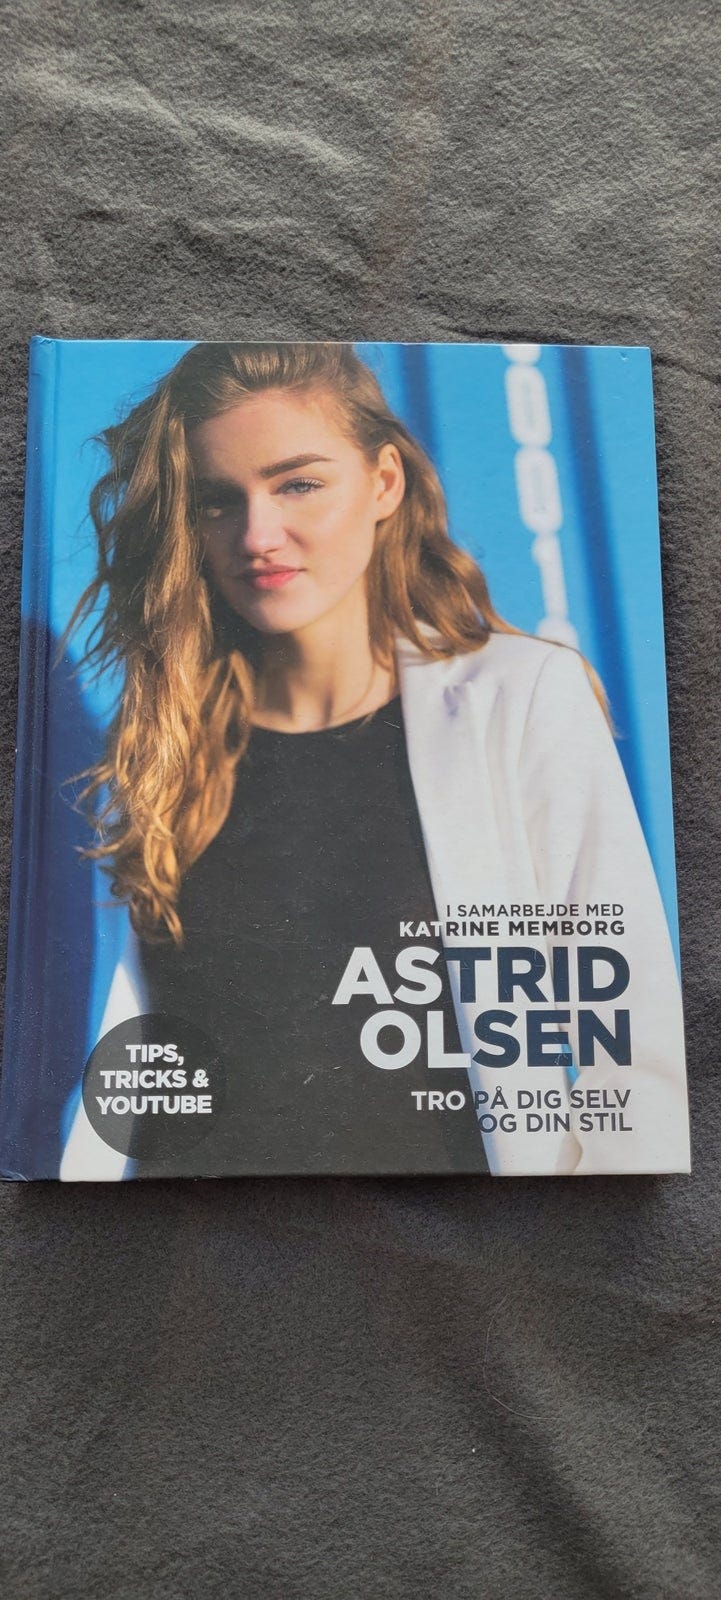 I SAMARBEJDE MED
KATRINE MEMBORG
ASTRID
OLSEN
TRO PÅ DIG SELV
OG DIN STIL
TIPS,
TRICKS &
YOUTUBE